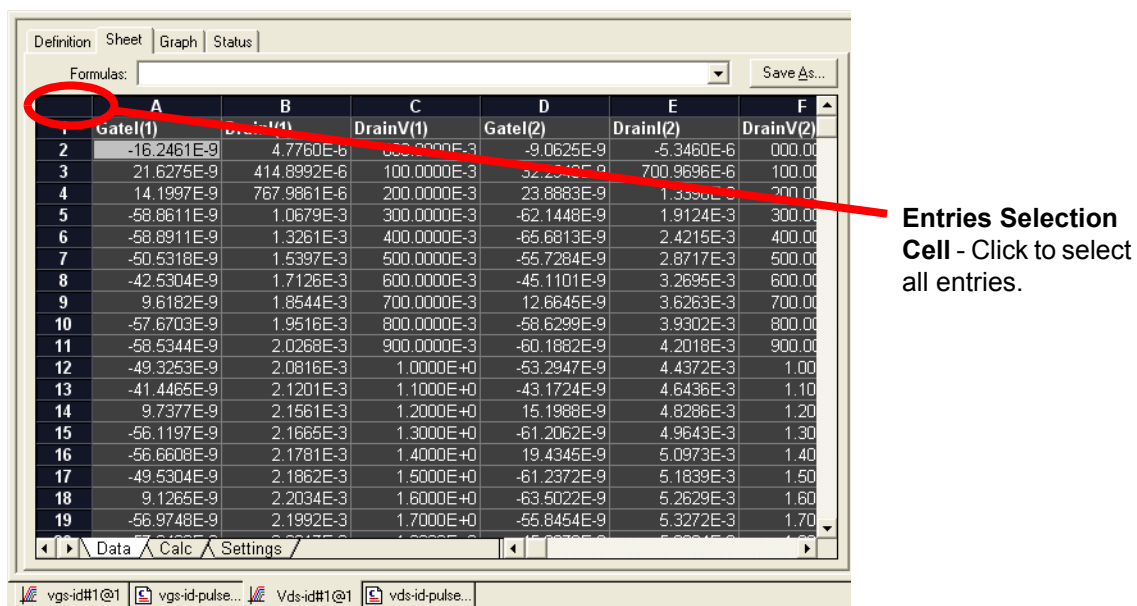 Definition Sheet Graph Status
Formulas: Save As...
A B C D E F
1 GateI(1) DrainI(1) DrainV(1) GateI(2) DrainI(2) DrainV(2)
2 -16.2461E-9 4.7760E-6 000.0000E-3 -9.0625E-9 -5.3460E-6 000.00
3 21.6275E-9 414.8992E-6 100.0000E-3 700.9696E-6 100.00
4 14.1997E-9 767.9861E-6 200.0000E-3 23.8883E-9 200.00
5 -58.8611E-9 1.0679E-3 300.0000E-3 -62.1448E-9 1.9124E-3 300.00
6 -58.8911E-9 1.3261E-3 400.0000E-3 -65.6813E-9 2.4215E-3 400.00
7 -50.5318E-9 1.5397E-3 500.0000E-3 -55.7284E-9 2.8717E-3 500.00
8 -42.5304E-9 1.7126E-3 600.0000E-3 -45.1101E-9 3.2695E-3 600.00
9 9.6182E-9 1.8544E-3 700.0000E-3 12.6645E-9 3.6263E-3 700.00
10 -57.6703E-9 1.9516E-3 800.0000E-3 -58.6299E-9 3.9302E-3 800.00
11 -58.5344E-9 2.0268E-3 900.0000E-3 -60.1882E-9 4.2018E-3 900.00
12 -49.3253E-9 2.0816E-3 1.0000E+0 -53.2947E-9 4.4372E-3 1.00
13 -41.4465E-9 2.1201E-3 1.1000E+0 -43.1724E-9 4.6436E-3 1.10
14 9.7377E-9 2.1561E-3 1.2000E+0 15.1988E-9 4.8286E-3 1.20
15 -56.1197E-9 2.1665E-3 1.3000E+0 -61.2062E-9 4.9643E-3 1.30
16 -56.6608E-9 2.1781E-3 1.4000E+0 19.4345E-9 5.0973E-3 1.40
17 -49.5304E-9 2.1862E-3 1.5000E+0 -61.2372E-9 5.1839E-3 1.50
18 9.1265E-9 2.2034E-3 1.6000E+0 -63.5022E-9 5.2629E-3 1.60
19 -56.9748E-9 2.1992E-3 1.7000E+0 -55.8454E-9 5.3272E-3 1.70
Data Calc Settings
vgs-id#1@1 vgs-id-pulse... Vds-id#1@1 vds-id-pulse...
Entries Selection
Cell - Click to select
all entries.